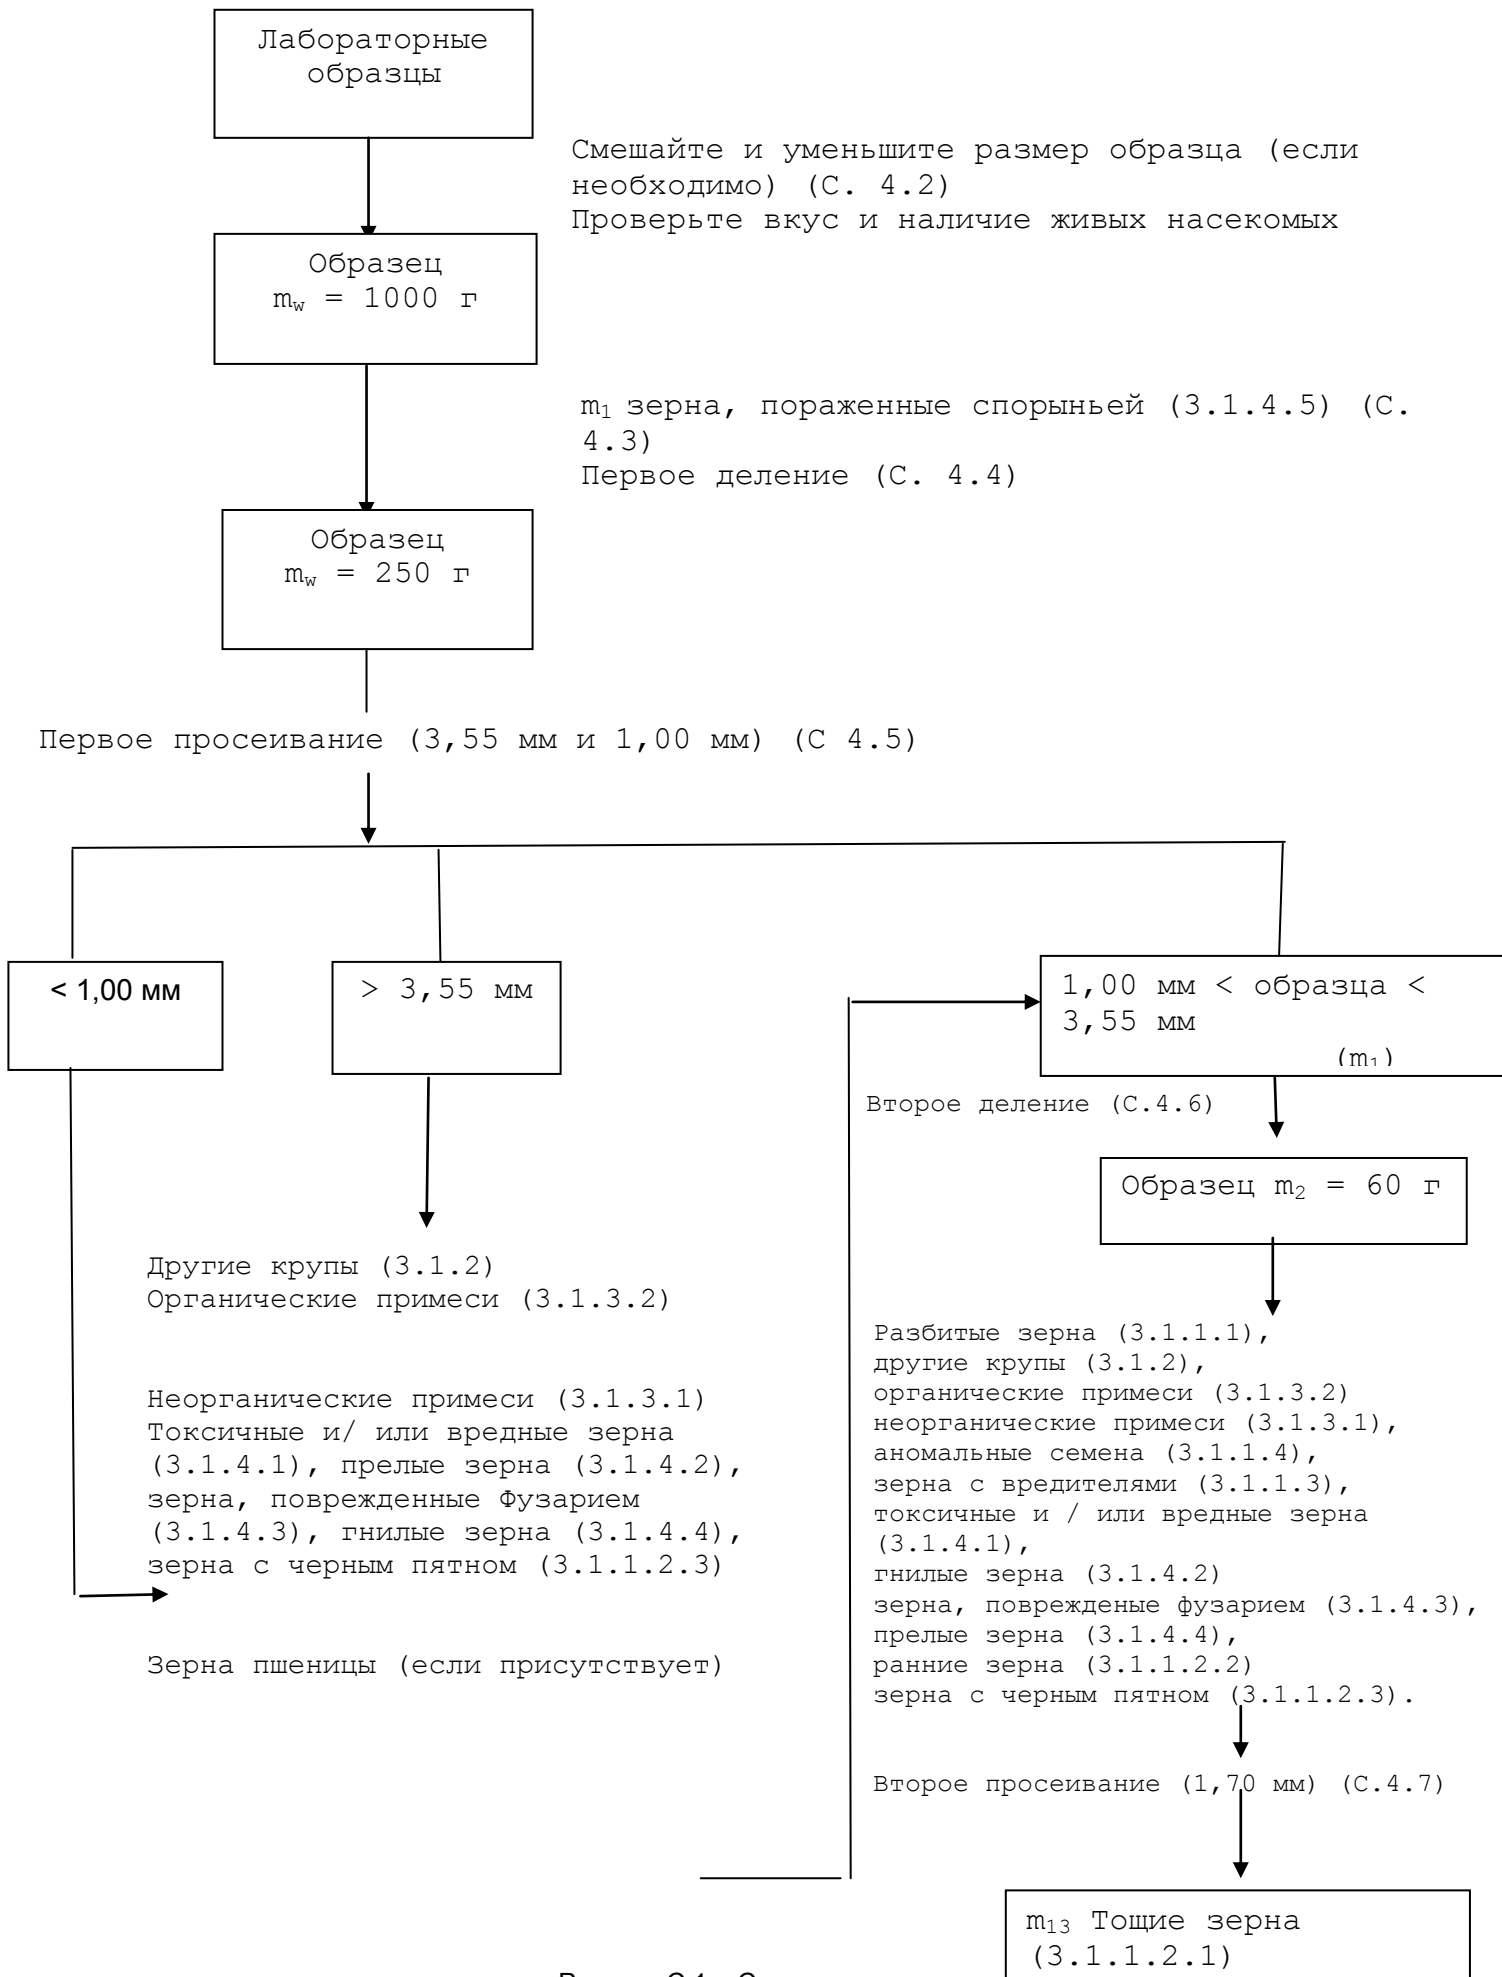 Лабораторные
образцы
Смешайте и уменьшите размер образца (если
необходимо) (С. 4.2)
Проверьте вкус и наличие живых насекомых
Образец
m_w = 1000 г
m₁ зерна, пораженные спорыньей (3.1.4.5) (С.
4.3)
Первое деление (С. 4.4)
Образец
m_w = 250 г
Первое просеивание (3,55 мм и 1,00 мм) (С 4.5)
< 1,00 мм
> 3,55 мм
1,00 мм < образца <
3,55 мм
(m₁)
Второе деление (С.4.6)
Образец m₂ = 60 г
Другие крупы (3.1.2)
Органические примеси (3.1.3.2)
Неорганические примеси (3.1.3.1)
Токсичные и/ или вредные зерна
(3.1.4.1), прелые зерна (3.1.4.2),
зерна, поврежденные Фузарием
(3.1.4.3), гнилые зерна (3.1.4.4),
зерна с черным пятном (3.1.1.2.3)
Зерна пшеницы (если присутствует)
Разбитые зерна (3.1.1.1),
другие крупы (3.1.2),
органические примеси (3.1.3.2)
неорганические примеси (3.1.3.1),
аномальные семена (3.1.1.4),
зерна с вредителями (3.1.1.3),
токсичные и / или вредные зерна
(3.1.4.1),
гнилые зерна (3.1.4.2)
зерна, поврежденые фузарием (3.1.4.3),
прелые зерна (3.1.4.4),
ранние зерна (3.1.1.2.2)
зерна с черным пятном (3.1.1.2.3).
Второе просеивание (1,70 мм) (С.4.7)
m₁₃ Тощие зерна
(3.1.1.2.1)